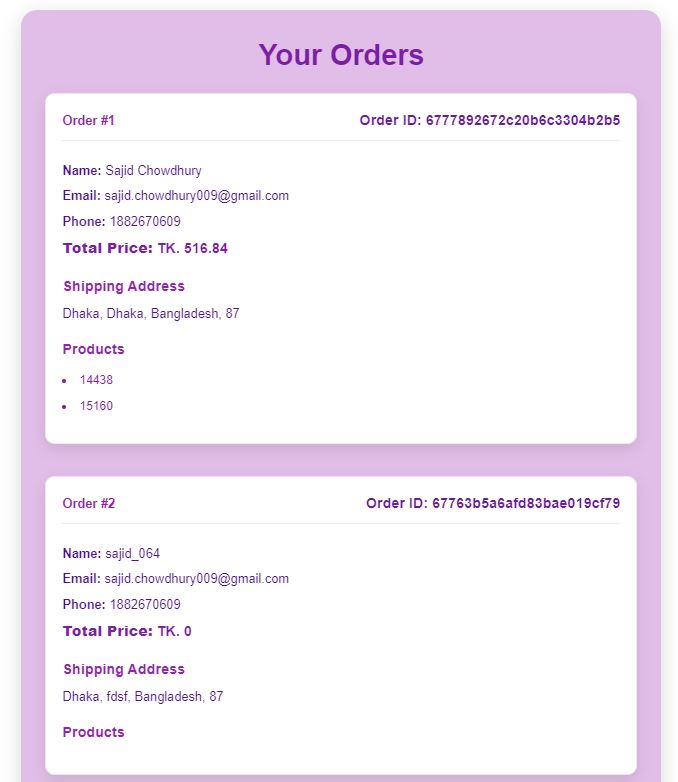 Your Orders
Order #1 Order ID: 6777892672c20b6c3304b2b5
Name: Sajid Chowdhury
Email: sajid.chowdhury009@gmail.com
Phone: 1882670609
Total Price: TK. 516.84
Shipping Address
Dhaka, Dhaka, Bangladesh, 87
Products
• 14438
• 15160
Order #2 Order ID: 67763b5a6afd83bae019cf79
Name: sajid_064
Email: sajid.chowdhury009@gmail.com
Phone: 1882670609
Total Price: TK. 0
Shipping Address
Dhaka, fdsf, Bangladesh, 87
Products